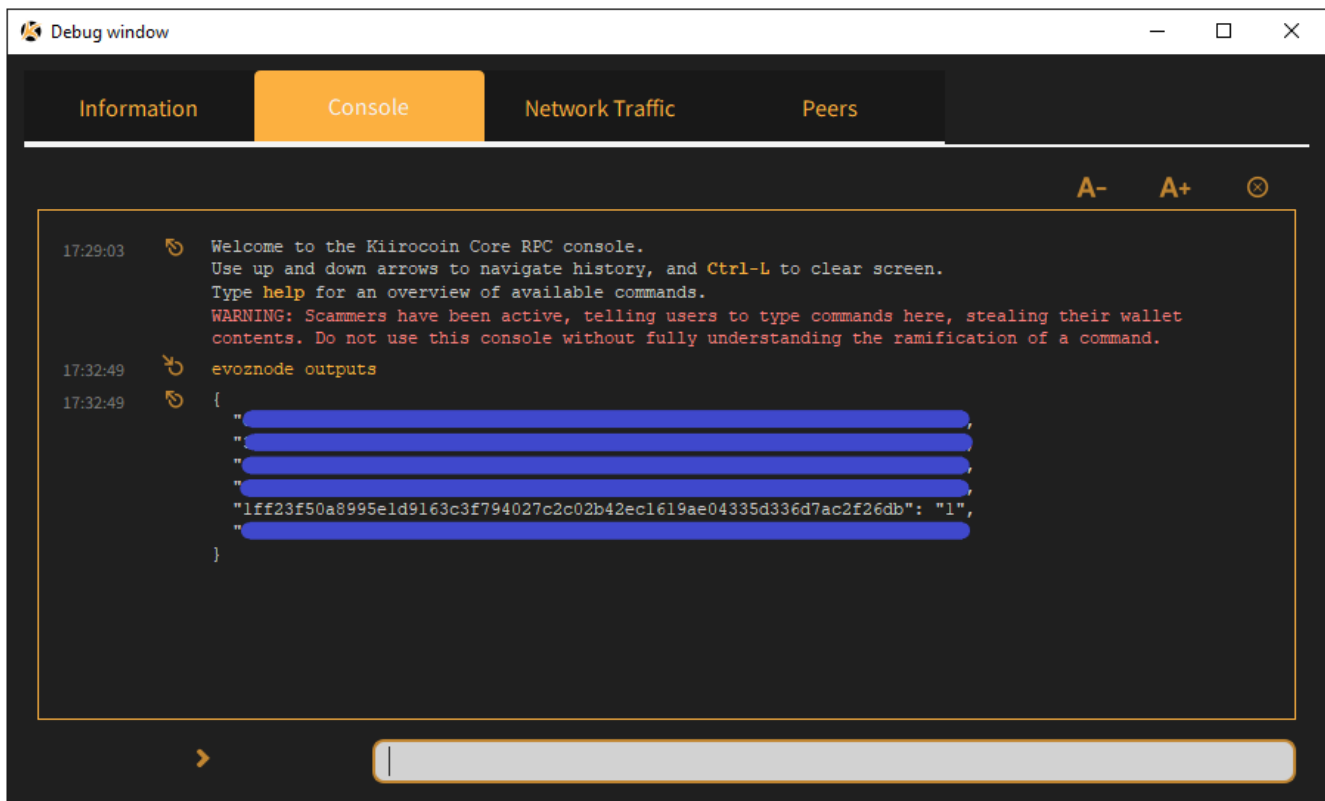 Debug window
Information Console Network Traffic Peers
A- A+
17:29:03 Welcome to the Kiirocoin Core RPC console.
Use up and down arrows to navigate history, and Ctrl-L to clear screen.
Type help for an overview of available commands.
WARNING: Scammers have been active, telling users to type commands here, stealing their wallet
contents. Do not use this console without fully understanding the ramification of a command.
17:32:49 evoznode outputs
17:32:49 {
"1ff23f50a8995e1d9163c3f794027c2c02b42ec1619ae04335d336d7ac2f26db": "1",
}